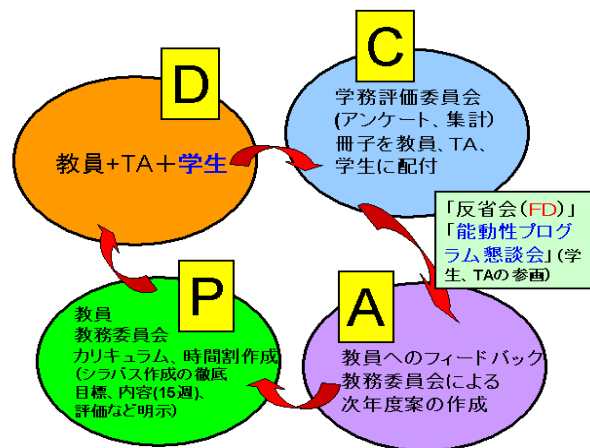 D
教員+TA+学生
C
学務評価委員会
(アンケート、集計)
冊子を教員、TA、
学生に配付
「反省会(FD)」
「能動性プログ
ラム懇談会」(学
生、TAの参画)
P
教員
教務委員会
カリキュラム、時間割作成
(シラバス作成の徹底
目標、内容(15週)、
評価など明示)
A
教員へのフィードバック
教務委員会による
次年度案の作成